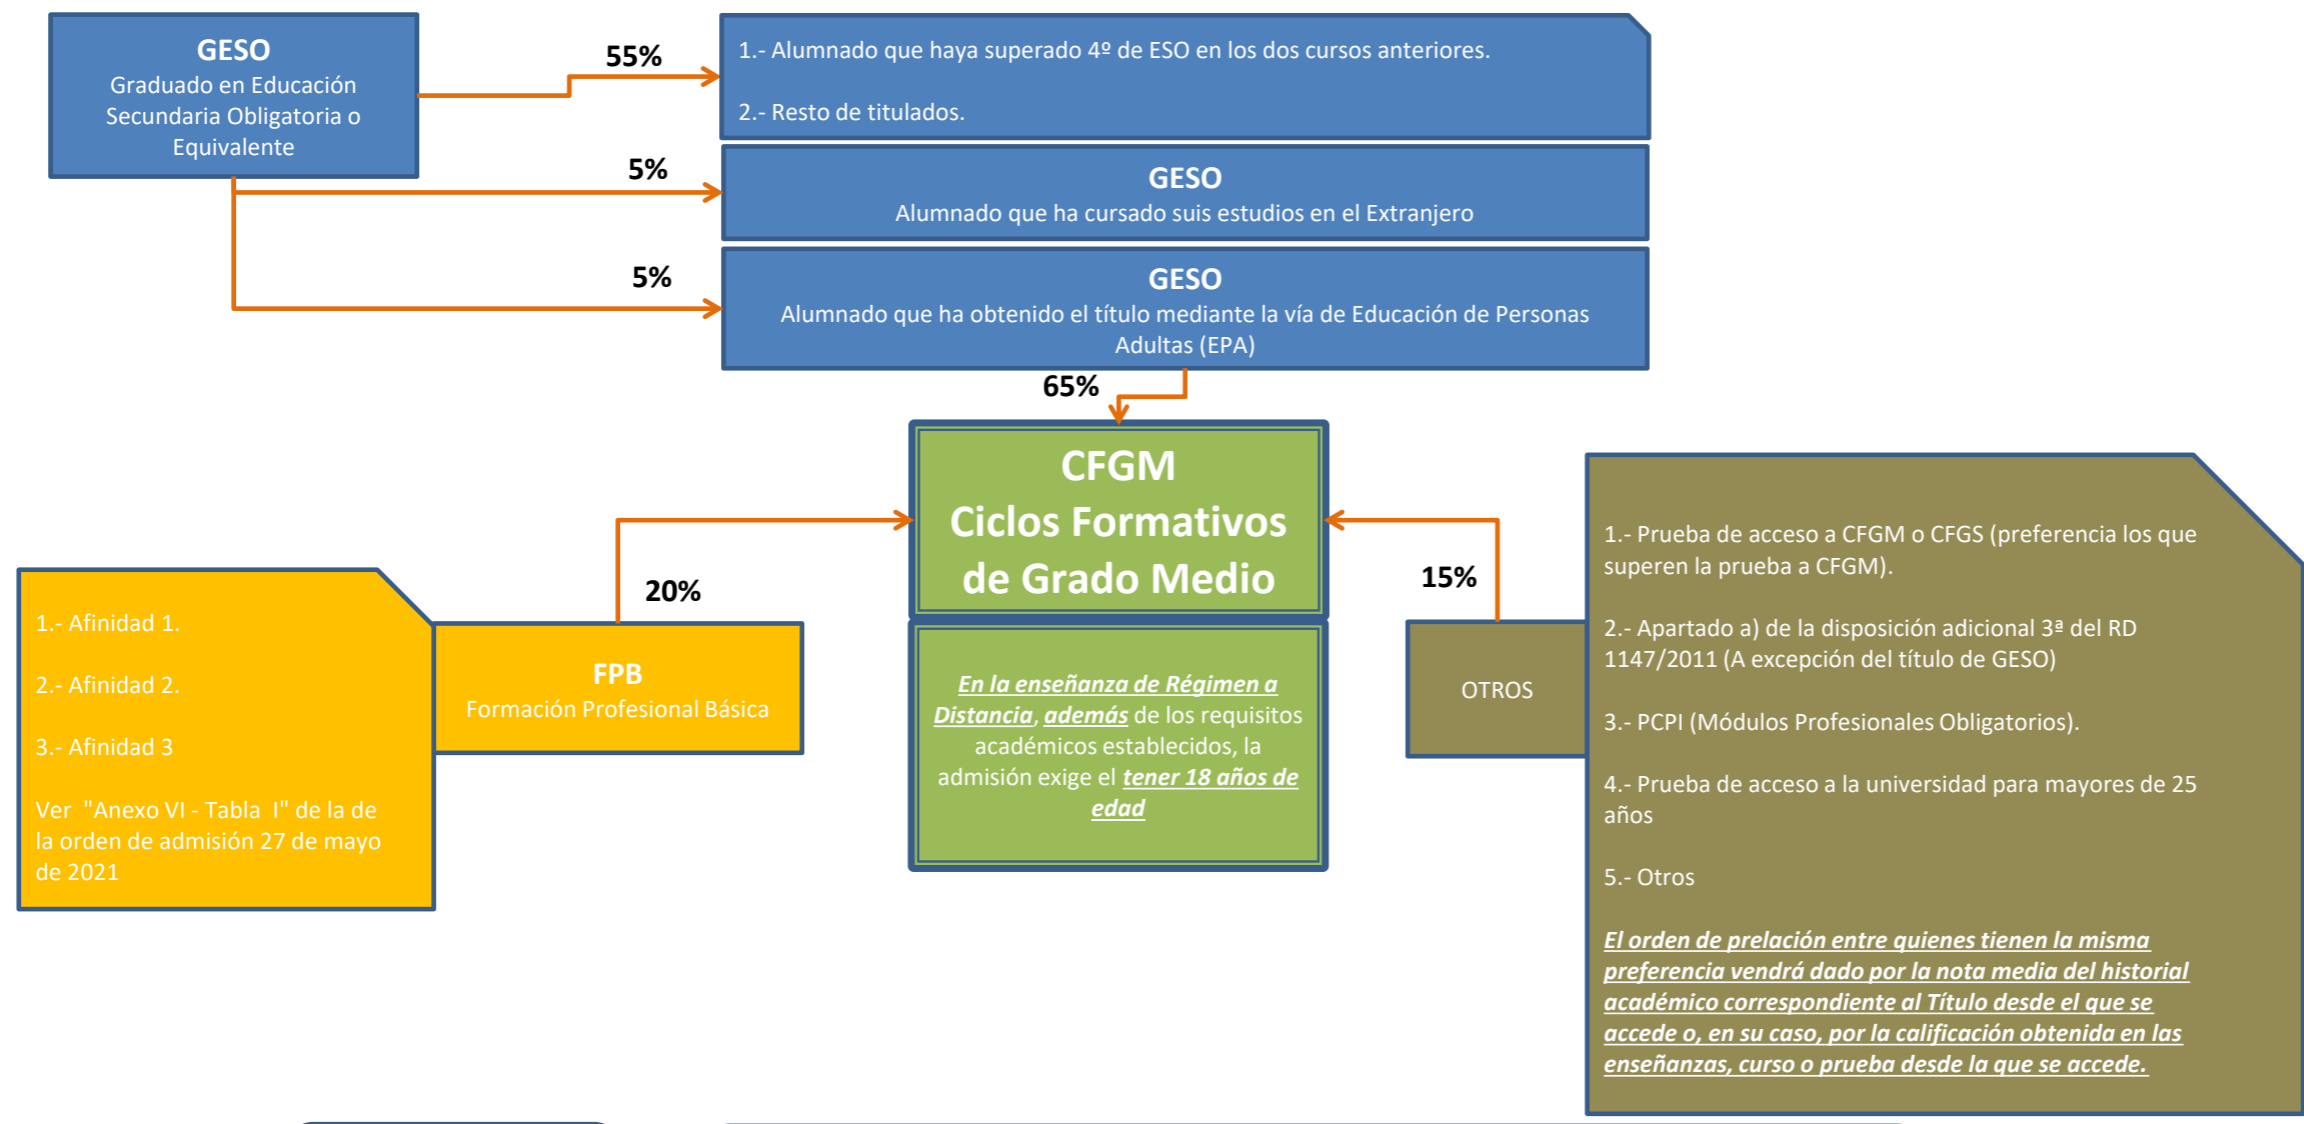 GESO
Graduado en Educación
Secundaria Obligatoria o
Equivalente
55%
1.- Alumnado que haya superado 4º de ESO en los dos cursos anteriores.
2.- Resto de titulados.
5%
GESO
Alumnado que ha cursado suis estudios en el Extranjero
5%
GESO
Alumnado que ha obtenido el título mediante la vía de Educación de Personas
Adultas (EPA)
65%
CFGM
Ciclos Formativos
de Grado Medio
En la enseñanza de Régimen a
Distancia, además de los requisitos
académicos establecidos, la
admisión exige el tener 18 años de
edad
20%
1.- Afinidad 1.
2.- Afinidad 2.
3.- Afinidad 3
Ver "Anexo VI - Tabla I" de la de
la orden de admisión 27 de mayo
de 2021
FPB
Formación Profesional Básica
15%
OTROS
1.- Prueba de acceso a CFGM o CFGS (preferencia los que
superen la prueba a CFGM).
2.- Apartado a) de la disposición adicional 3ª del RD
1147/2011 (A excepción del título de GESO)
3.- PCPI (Módulos Profesionales Obligatorios).
4.- Prueba de acceso a la universidad para mayores de 25
años
5.- Otros
El orden de prelación entre quienes tienen la misma
preferencia vendrá dado por la nota media del historial
académico correspondiente al Título desde el que se
accede o, en su caso, por la calificación obtenida en las
enseñanzas, curso o prueba desde la que se accede.